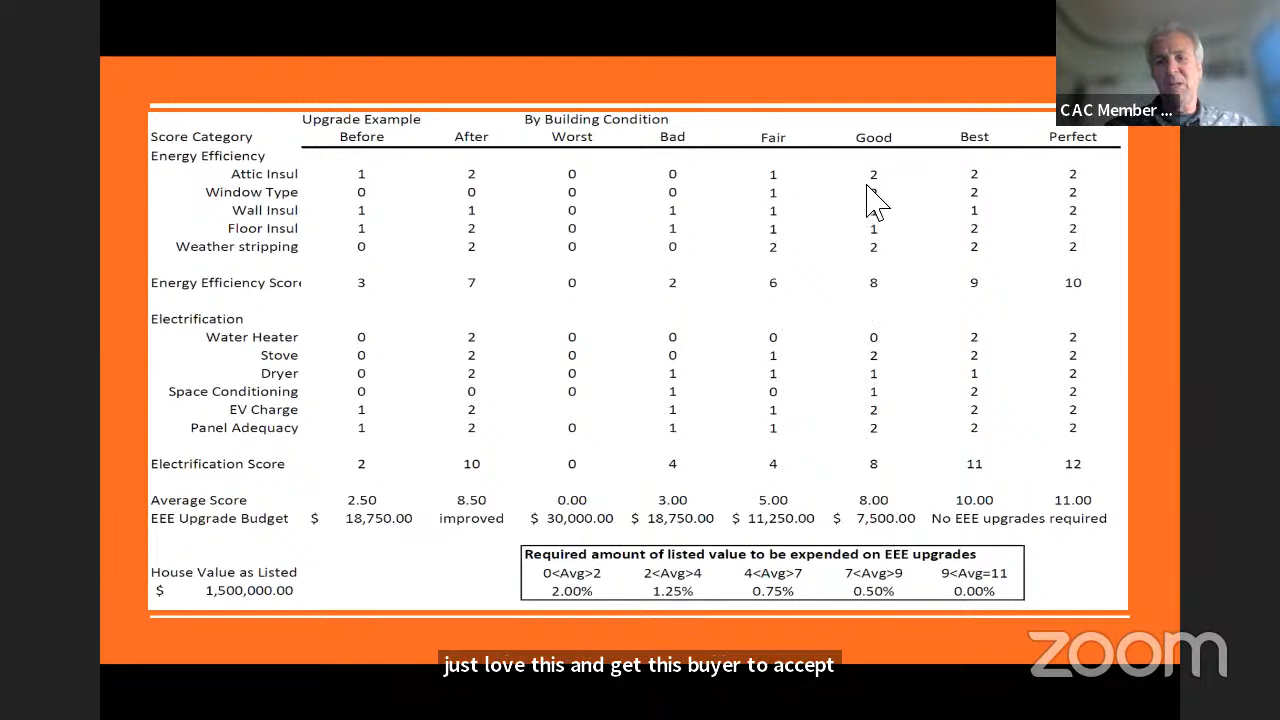 CAC Member ...
Upgrade Example By Building Condition
Score Category Before After Worst Bad Fair Good Best Perfect
Energy Efficiency
Attic Insul 1 2 0 0 1 2 2 2
Window Type 0 0 0 0 1 2 2
Wall Insul 1 1 0 1 1 1 2
Floor Insul 1 2 0 1 1 1 2 2
Weather stripping 0 2 0 0 2 2 2 2
Energy Efficiency Score 3 7 0 2 6 8 9 10
Electrification
Water Heater 0 2 0 0 0 0 2 2
Stove 0 2 0 0 1 2 2 2
Dryer 0 2 0 1 1 1 1 2
Space Conditioning 0 0 0 1 0 1 2 2
EV Charge 1 2 1 1 2 2 2
Panel Adequacy 1 2 0 1 1 2 2 2
Electrification Score 2 10 0 4 4 8 11 12
Average Score 2.50 8.50 0.00 3.00 5.00 8.00 10.00 11.00
EEE Upgrade Budget $ 18,750.00 improved $ 30,000.00 $ 18,750.00 $ 11,250.00 $ 7,500.00 No EEE upgrades required
Required amount of listed value to be expended on EEE upgrades
House Value as Listed 0<Avg>2 2<Avg>4 4<Avg>7 7<Avg>9 9<Avg=11
$ 1,500,000.00 2.00% 1.25% 0.75% 0.50% 0.00%
zoom
just love this and get this buyer to accept